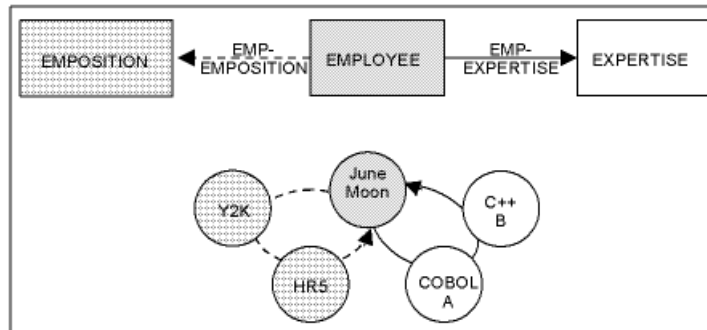 EMPOSITION
EMP-
EMPOSITION
EMPLOYEE
EMP-
EXPERTISE
EXPERTISE
June
Moon
Y2K
C++
B
HR5
COBOL
A